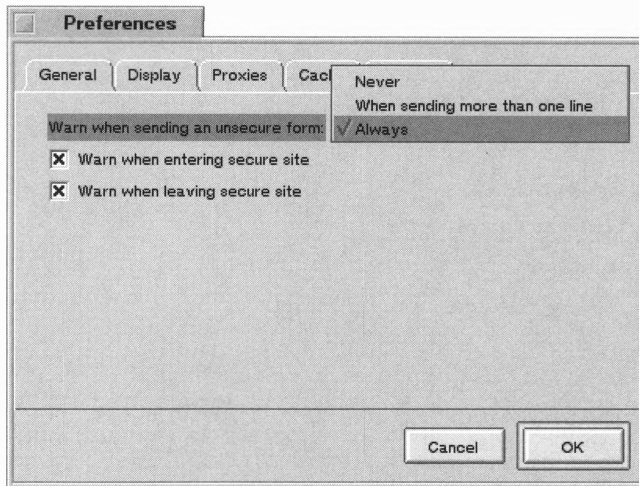 Preferences
General Display Proxies
Never
When sending more than one line
Warn when sending an unsecure form: ✓ Always
Warn when entering secure site
Warn when leaving secure site
Cancel OK